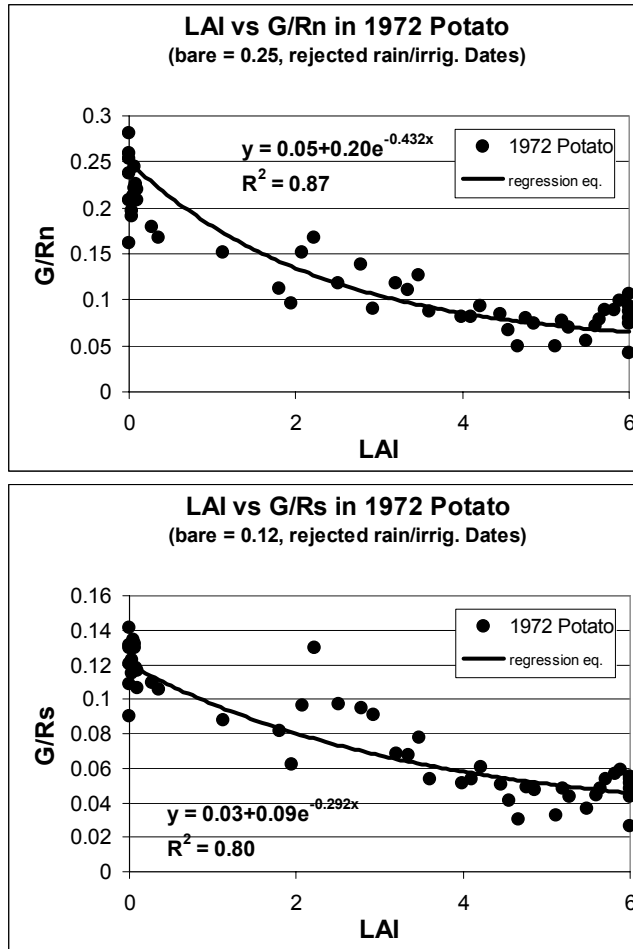 LAI vs G/Rn in 1972 Potato
(bare = 0.25, rejected rain/irrig. Dates)
0.3
0.25
0.2
0.15
0.1
0.05
0
G/Rn
y = 0.05+0.20e^-0.432x
R^2 = 0.87
1972 Potato
regression eq.
0 2 4 6
LAI
LAI vs G/Rs in 1972 Potato
(bare = 0.12, rejected rain/irrig. Dates)
0.16
0.14
0.12
0.1
0.08
0.06
0.04
0.02
0
G/Rs
1972 Potato
regression eq.
y = 0.03+0.09e^-0.292x
R^2 = 0.80
0 2 4 6
LAI